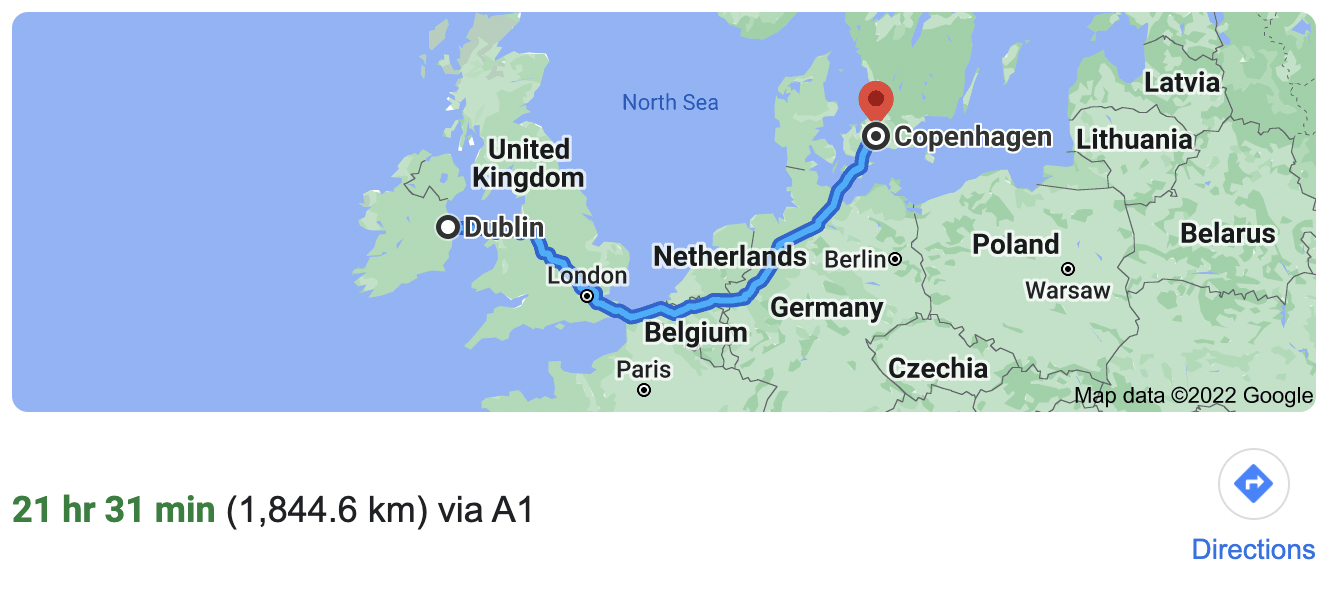 North Sea
Latvia
Copenhagen
Lithuania
United
Kingdom
Dublin
Netherlands
Berlin
Poland
Belarus
London
Warsaw
Germany
Belgium
Paris
Czechia
Map data ©2022 Google
21 hr 31 min (1,844.6 km) via A1
Directions